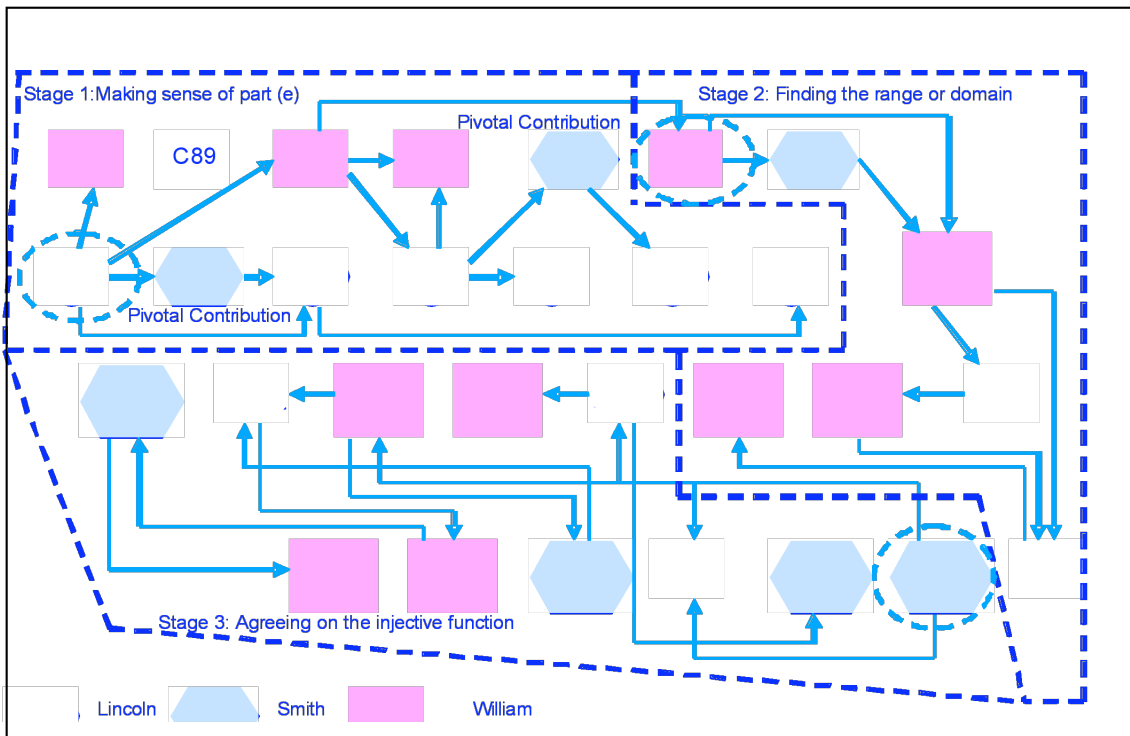 Stage 1:Making sense of part (e)
Stage 2: Finding the range or domain
Pivotal Contribution
C89
Pivotal Contribution
Stage 3: Agreeing on the injective function
Lincoln
Smith
William